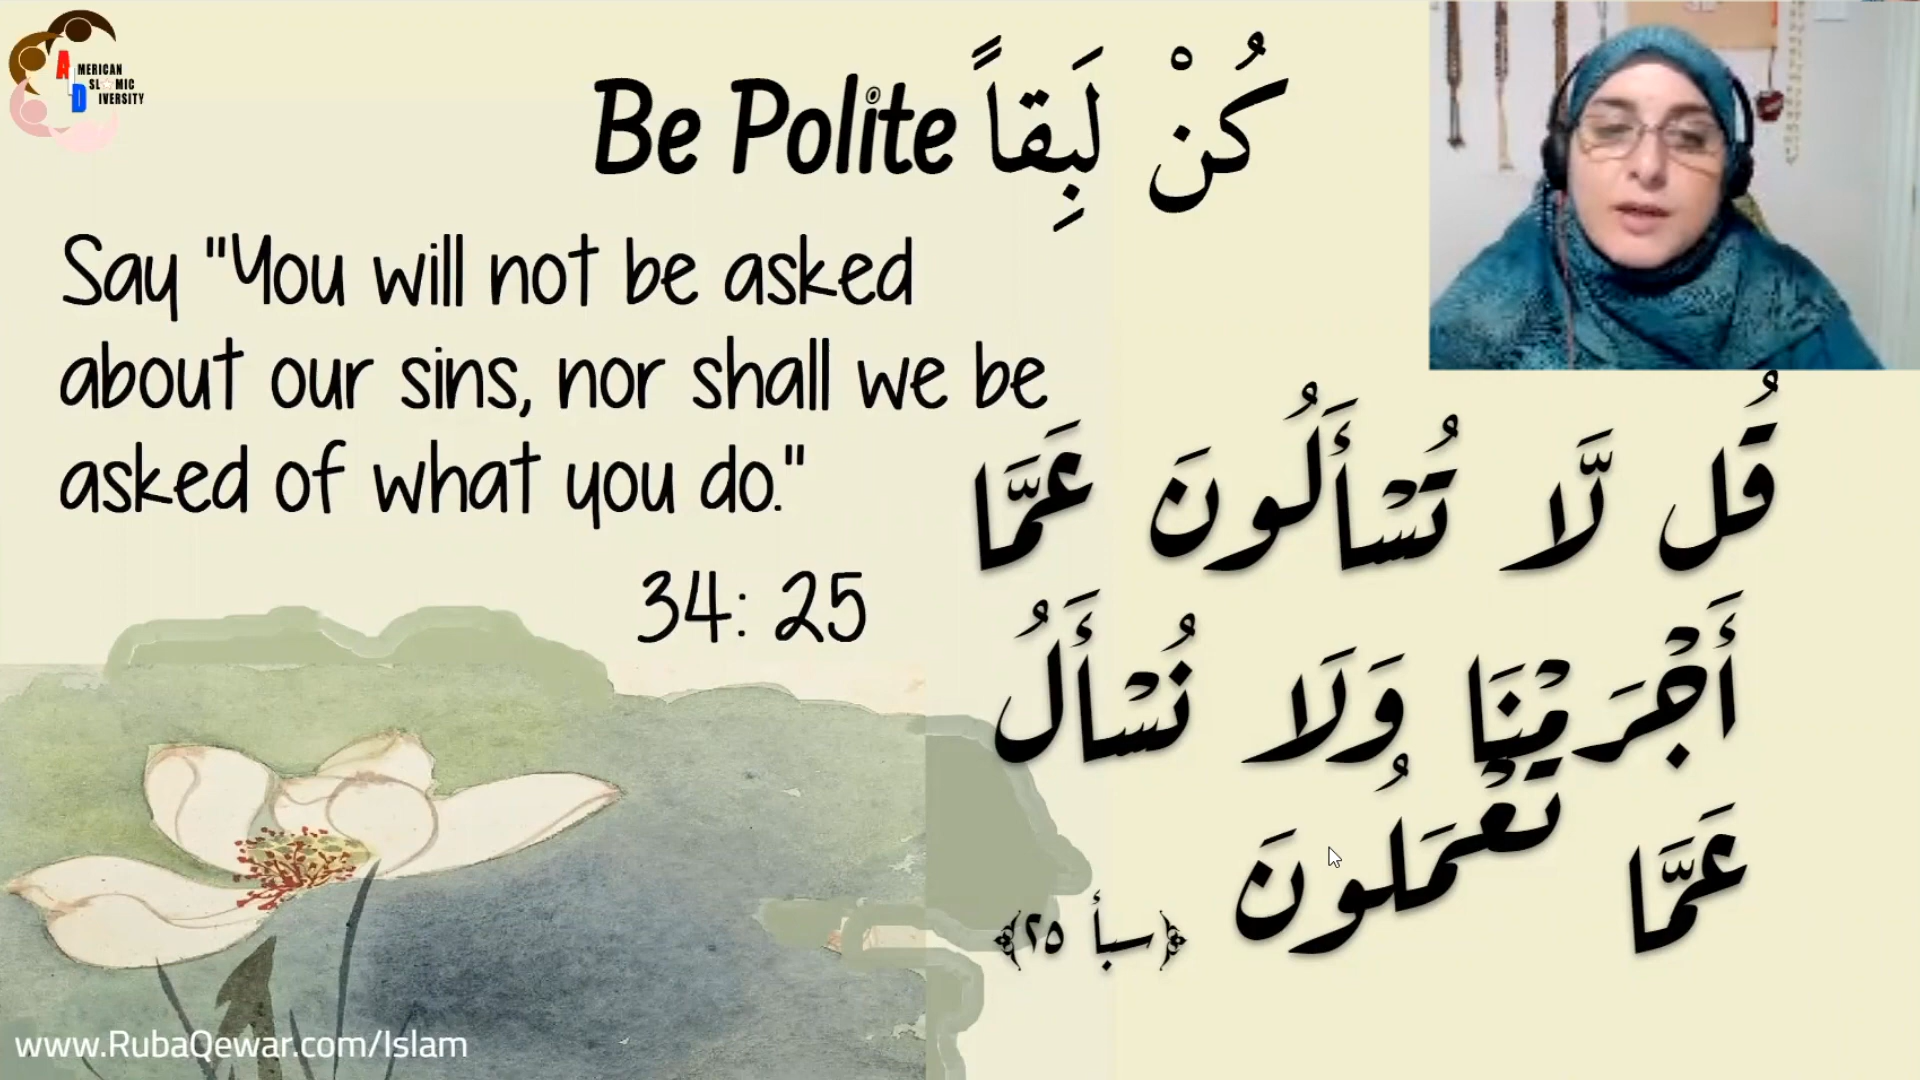 AMERICAN
ISLAMIC
DIVERSITY
Be Polite كُنْ لَبِقاً
Say "You will not be asked
about our sins, nor shall we be
asked of what you do."
34: 25
قُل لَّا تُسْأَلُونَ عَمَّا
أَجْرَمْنَا وَلَا نُسْأَلُ
عَمَّا تَعْمَلُونَ
﴿سبأ ٢٥﴾
www.RubaQewar.com/Islam